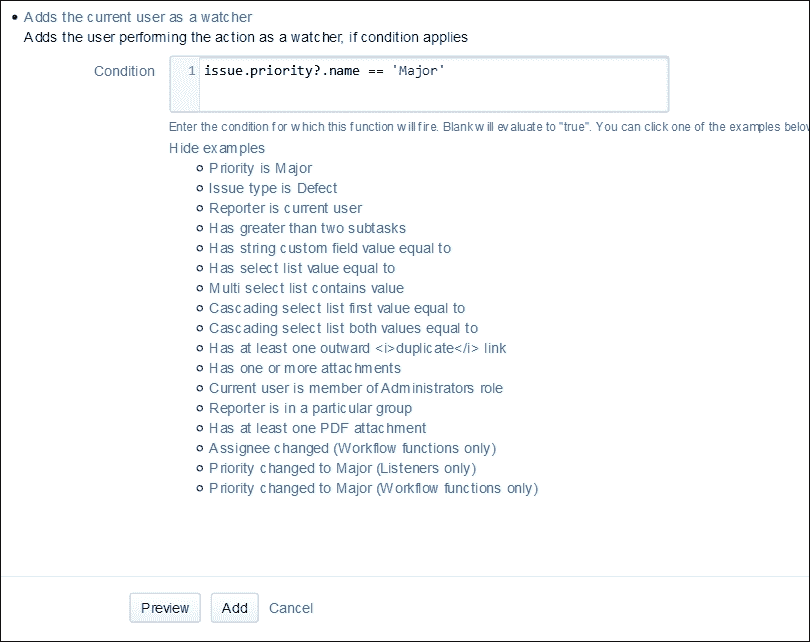 Adds the current user as a watcher
Adds the user performing the action as a watcher, if condition applies
Condition
1 issue.priority?.name == 'Major'
Enter the condition for which this function will fire. Blank will evaluate to "true". You can click one of the examples
Hide examples
Priority is Major
Issue type is Defect
Reporter is current user
Has greater than two subtasks
Has string custom field value equal to
Has select list value equal to
Multi select list contains value
Cascading select list first value equal to
Cascading select list both values equal to
Has at least one outward <i>duplicate</i> link
Has one or more attachments
Current user is member of Administrators role
Reporter is in a particular group
Has at least one PDF attachment
Assignee changed (Workflow functions only)
Priority changed to Major (Listeners only)
Priority changed to Major (Workflow functions only)
Preview Add Cancel